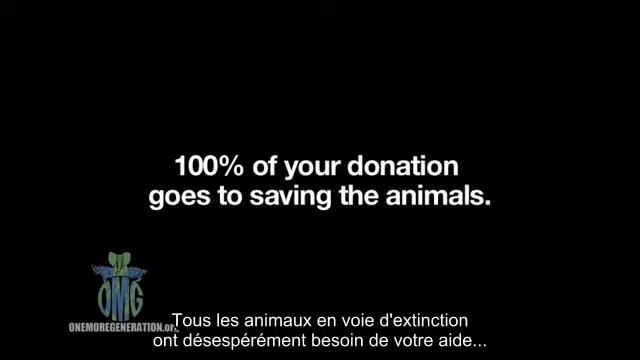 100% of your donation
goes to saving the animals.
OMG
ONEMOREGENERATION.org
Tous les animaux en voie d'extinction
ont désespérément besoin de votre aide...